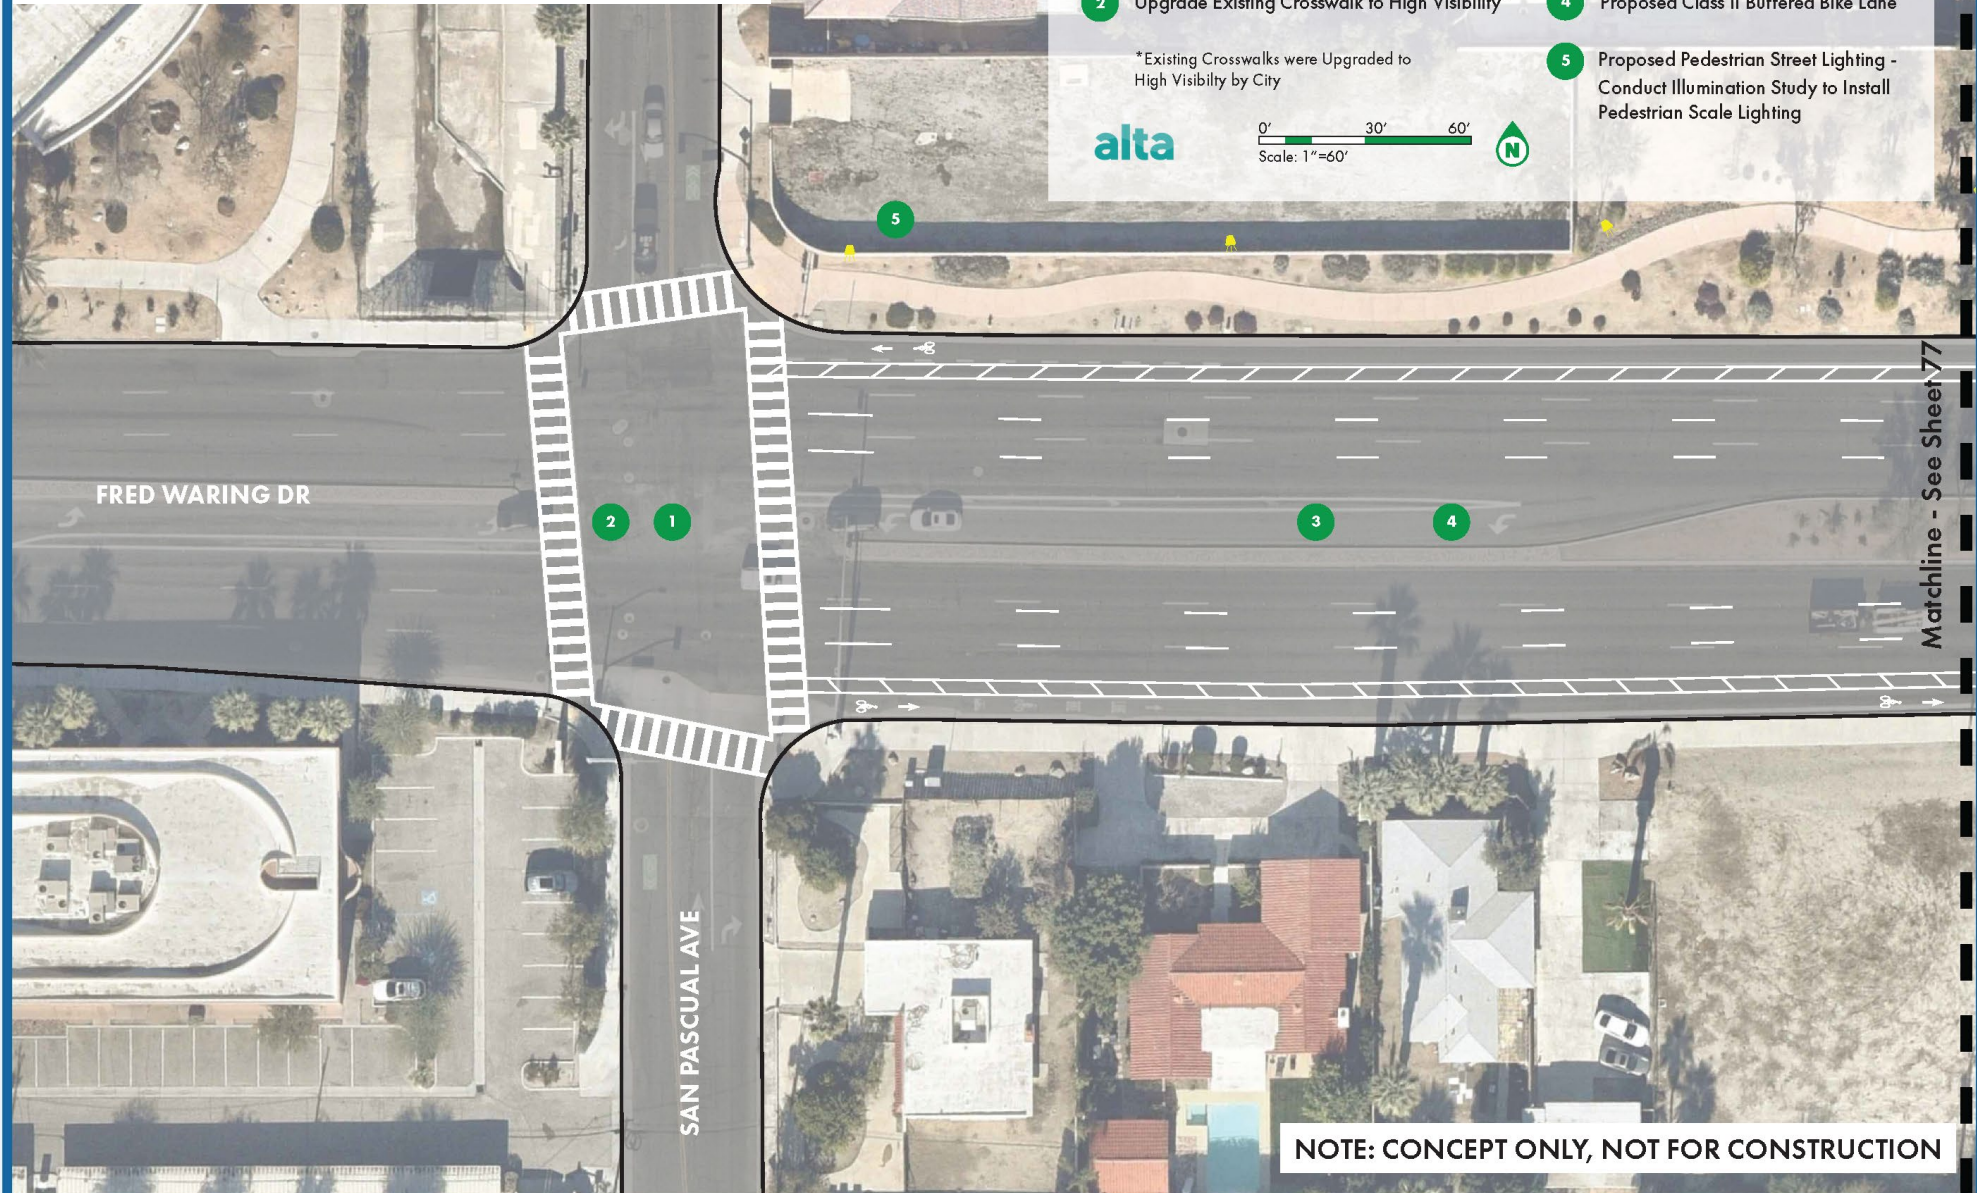 2 Upgrade Existing Crosswalk to High Visibility
*Existing Crosswalks were Upgraded to
High Visibilty by City
4 Proposed Class II Buffered Bike Lane
5 Proposed Pedestrian Street Lighting -
Conduct Illumination Study to Install
Pedestrian Scale Lighting
alta
0' 30' 60'
Scale: 1"=60'
N
5
FRED WARING DR
2 1
3 4
Matchline - See Sheet 77
SAN PASCUAL AVE
NOTE: CONCEPT ONLY, NOT FOR CONSTRUCTION